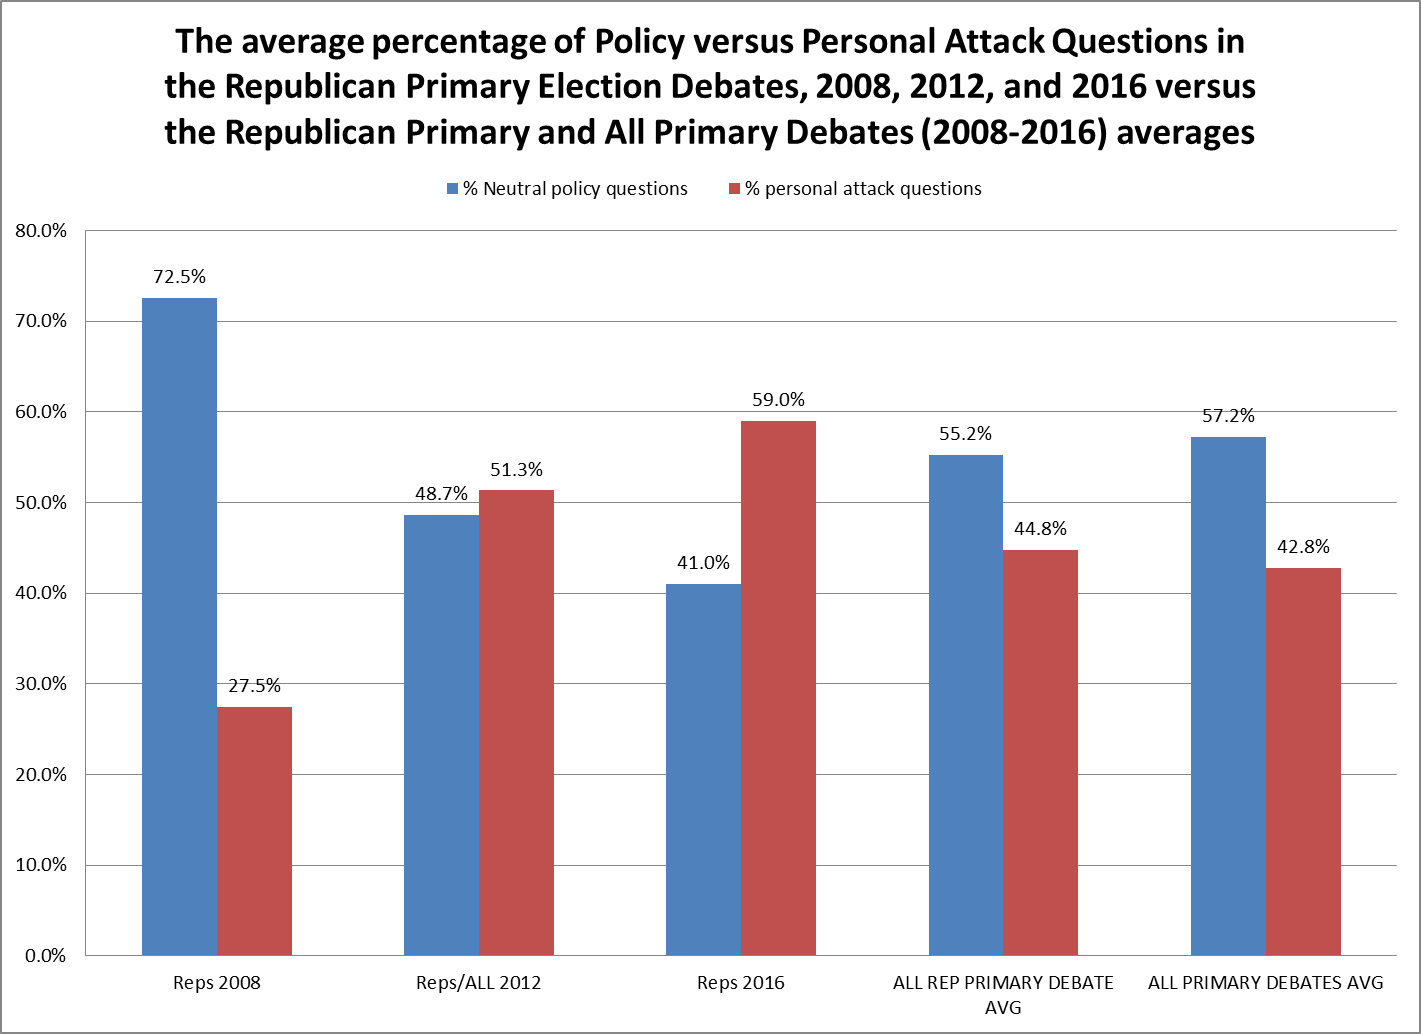 The average percentage of Policy versus Personal Attack Questions in
the Republican Primary Election Debates, 2008, 2012, and 2016 versus
the Republican Primary and All Primary Debates (2008-2016) averages
% Neutral policy questions % personal attack questions
80.0%
70.0%
60.0%
50.0%
40.0%
30.0%
20.0%
10.0%
0.0%
72.5%
27.5%
48.7%
51.3%
41.0%
59.0%
55.2%
44.8%
57.2%
42.8%
Reps 2008
Reps/ALL 2012
Reps 2016
ALL REP PRIMARY DEBATE
AVG
ALL PRIMARY DEBATES AVG